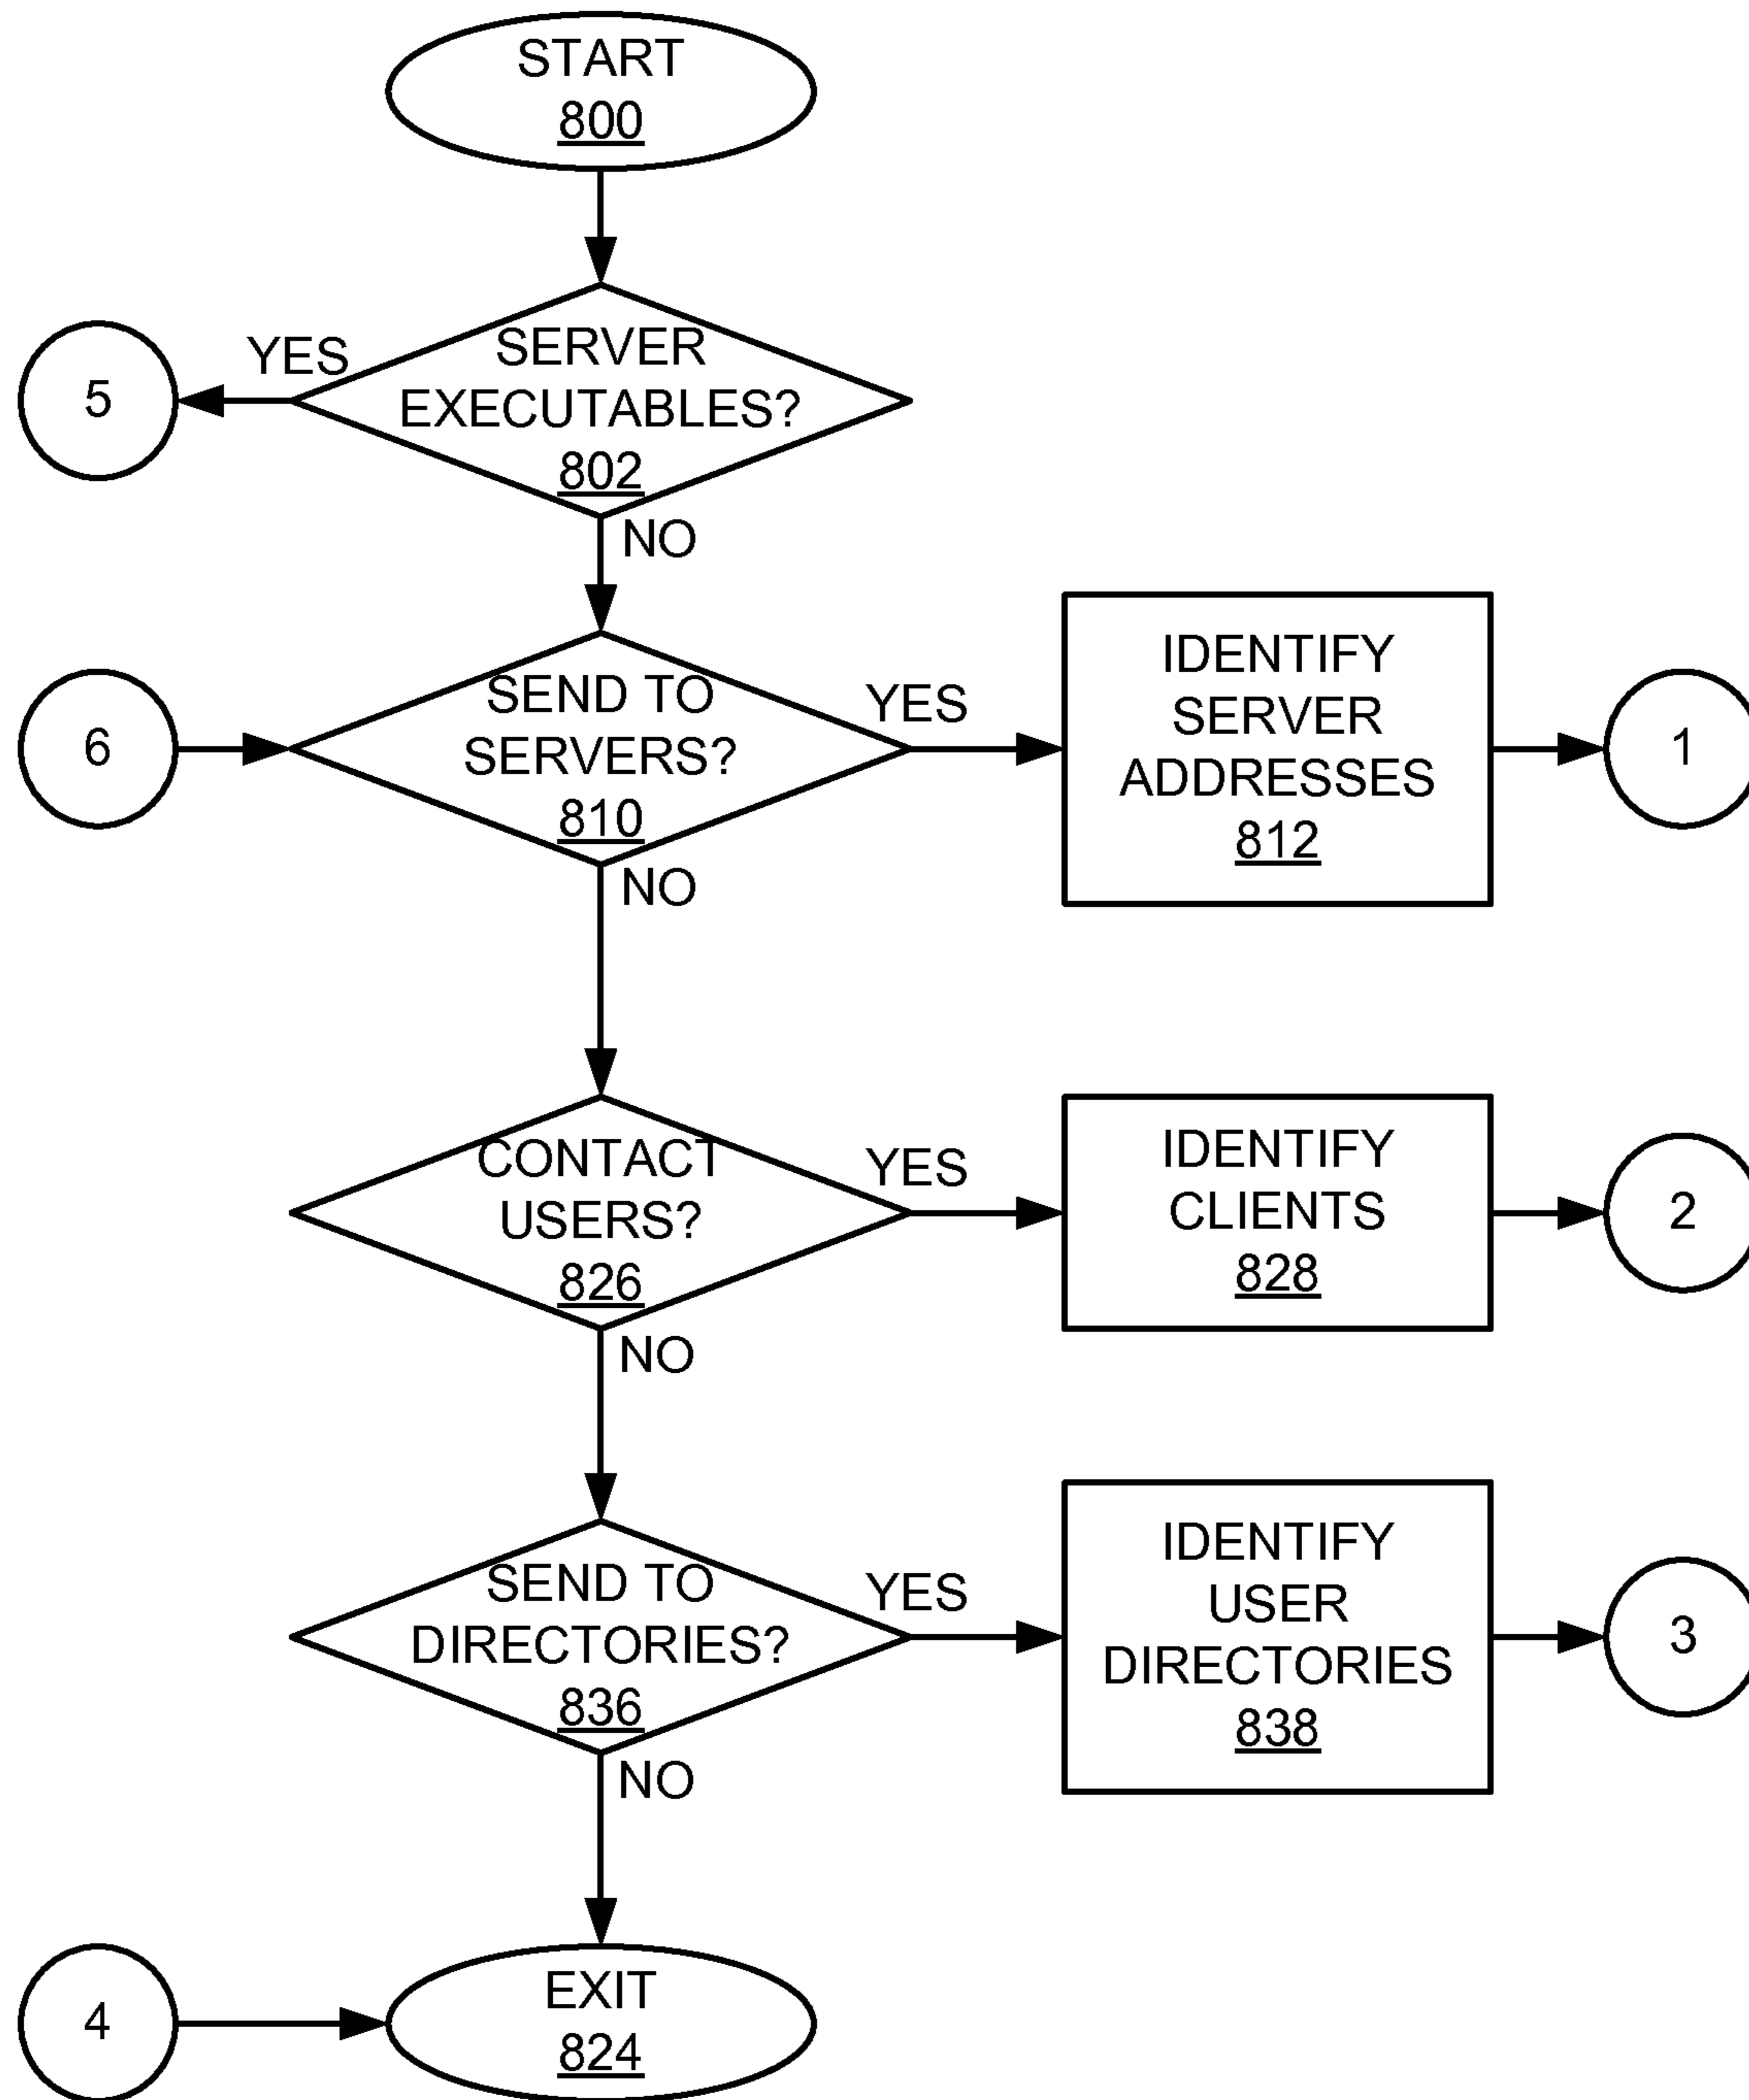 START
800
YES
SERVER
EXECUTABLES?
802
5
NO
6
SEND TO
SERVERS?
810
YES
IDENTIFY
SERVER
ADDRESSES
812
1
NO
CONTACT
USERS?
826
YES
IDENTIFY
CLIENTS
828
2
NO
SEND TO
DIRECTORIES?
836
YES
IDENTIFY
USER
DIRECTORIES
838
3
NO
4
EXIT
824